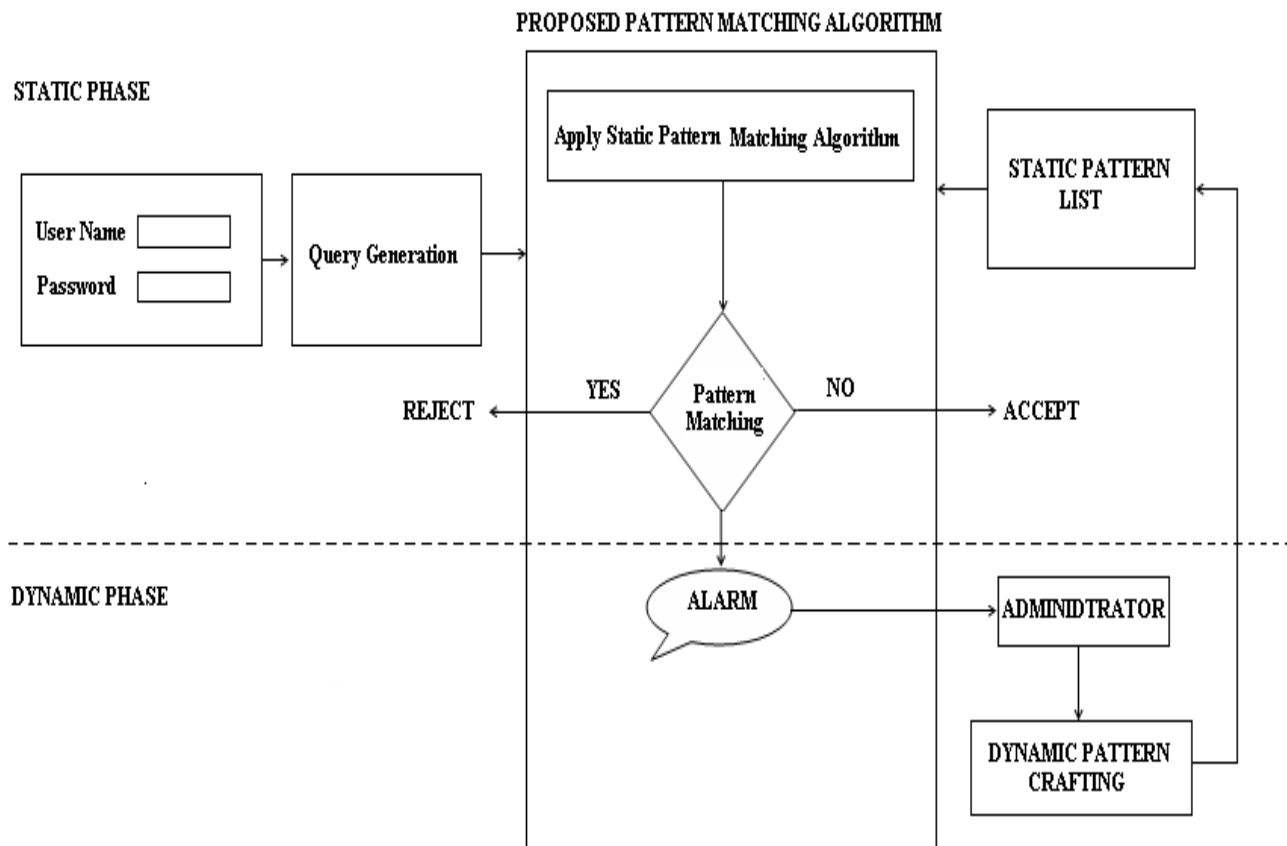 PROPOSED PATTERN MATCHING ALGORITHM
STATIC PHASE
Apply Static Pattern Matching Algorithm
STATIC PATTERN
LIST
User Name
Password
Query Generation
YES
NO
REJECT
Pattern
Matching
ACCEPT
DYNAMIC PHASE
ALARM
ADMINIDTRATOR
DYNAMIC PATTERN
CRAFTING